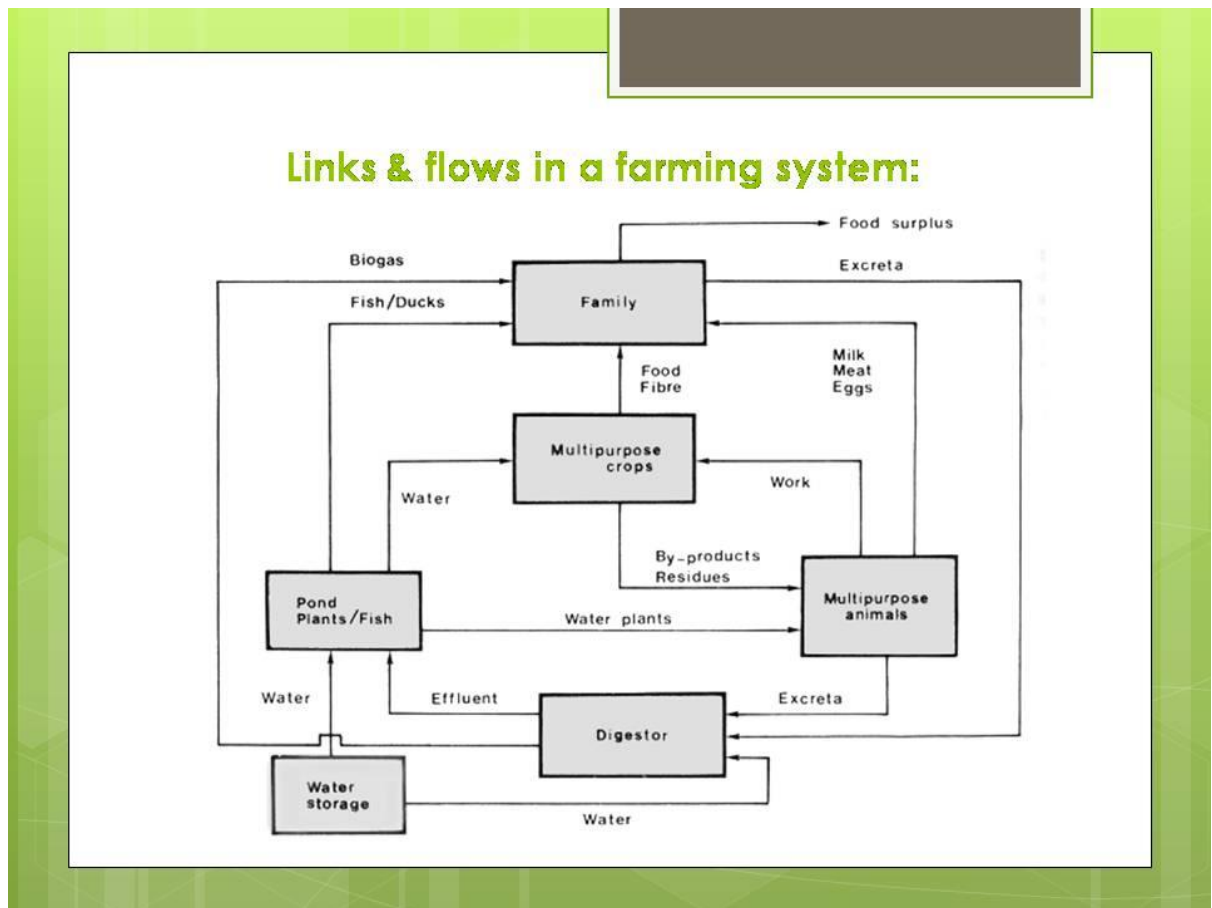 Links & flows in a farming system:
Food surplus
Biogas
Excreta
Fish/Ducks
Family
Milk
Meat
Eggs
Food
Fibre
Multipurpose
crops
Water
Work
By-products
Residues
Pond
Plants/Fish
Water plants
Multipurpose
animals
Water
Effluent
Excreta
Digestor
Water
storage
Water